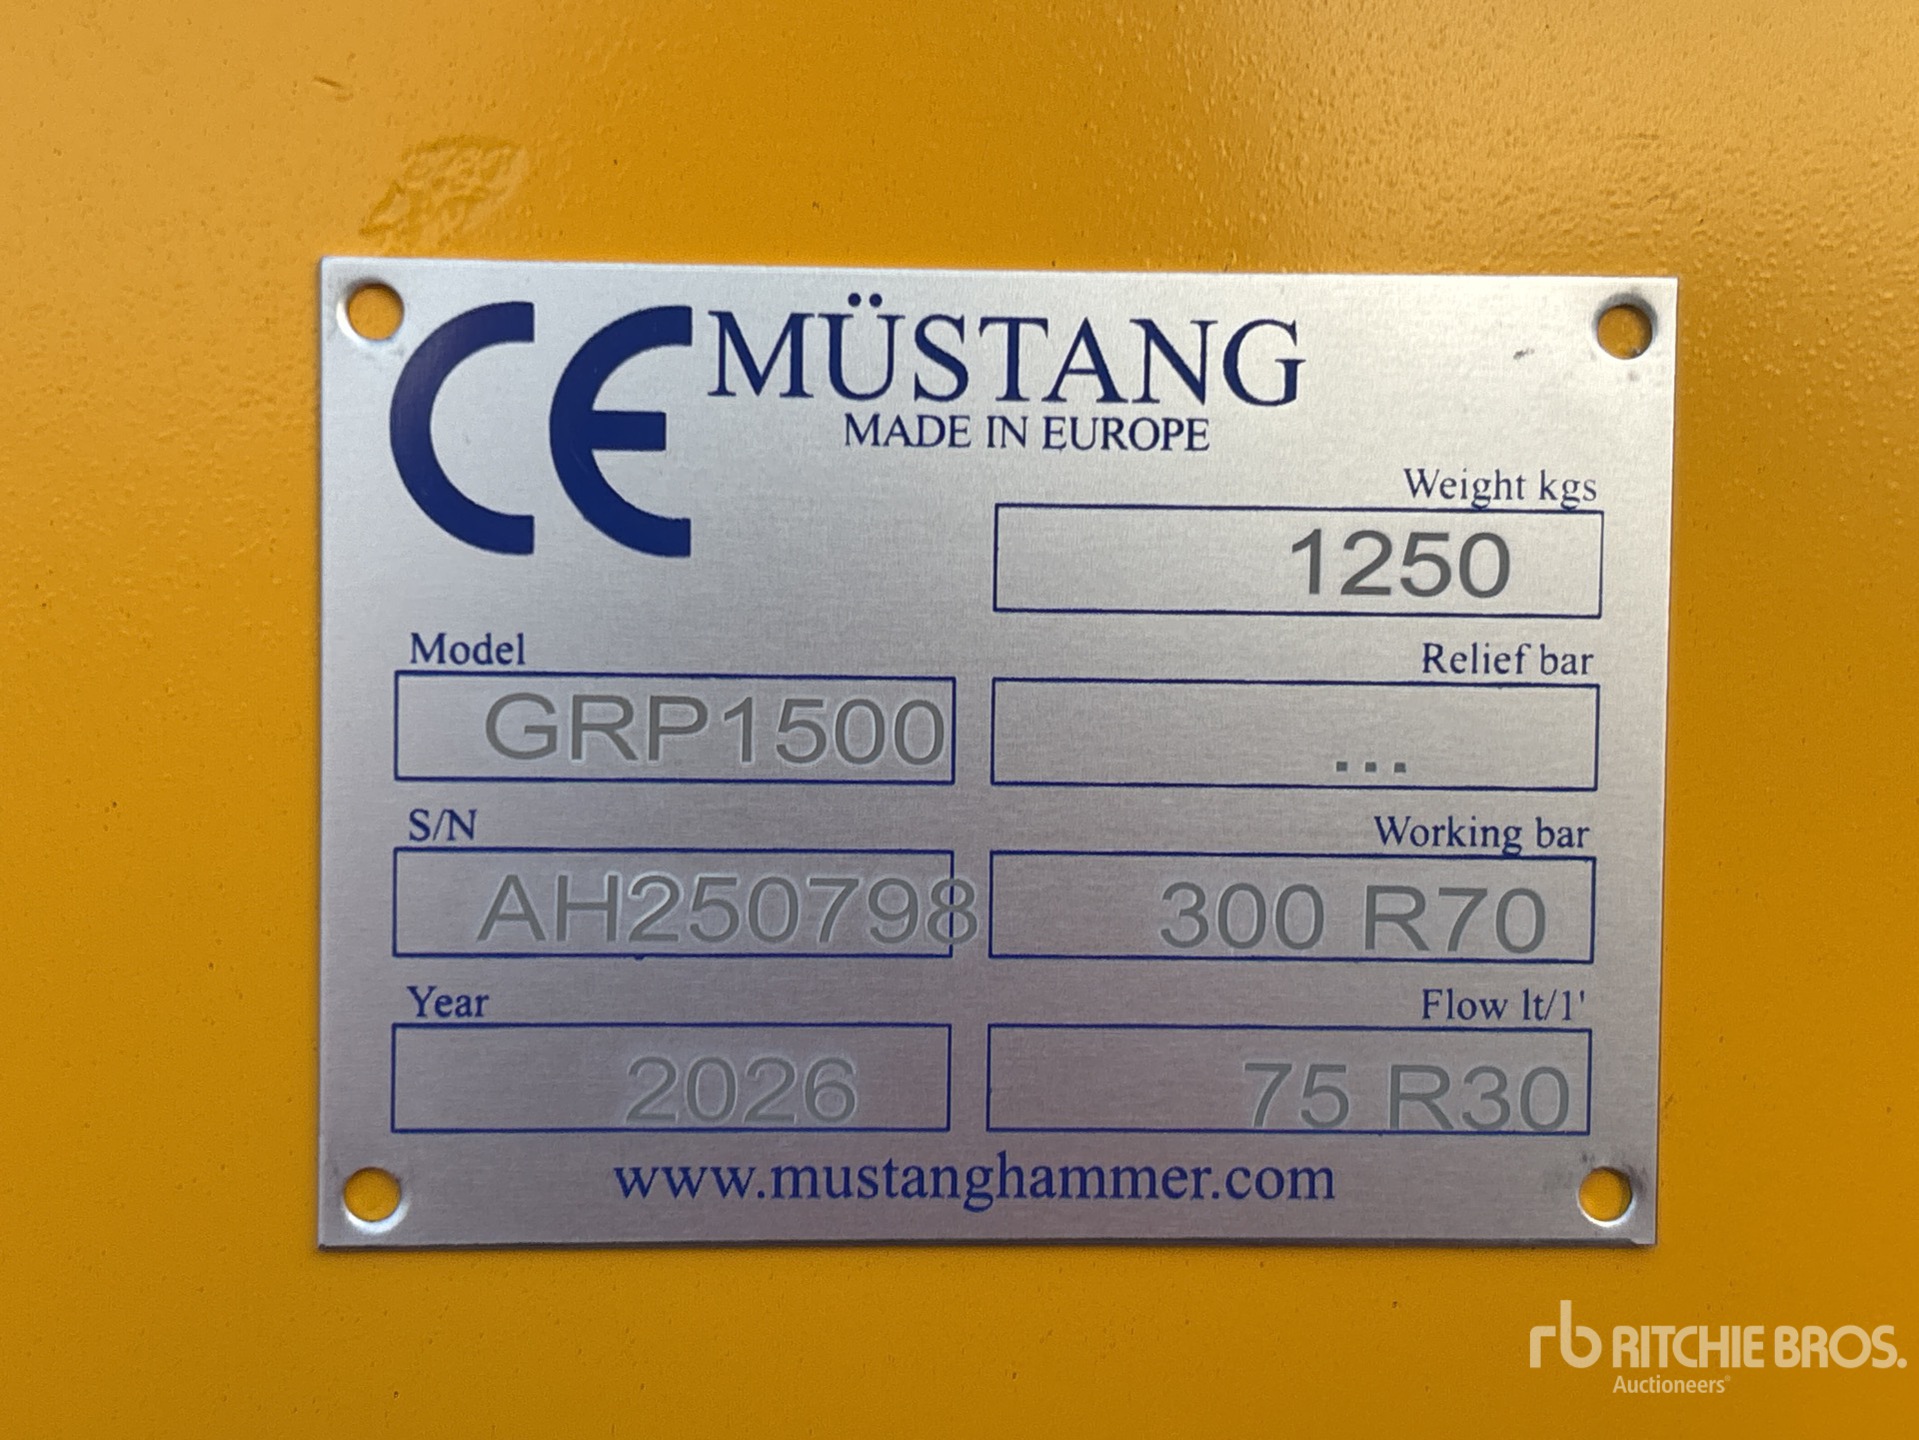 CE MÜSTANG
MADE IN EUROPE
Weight kgs
1250
Model
GRP1500
Relief bar
...
S/N
AH250798
Working bar
300 R70
Year
2026
Flow lt/1'
75 R30
www.mustanghammer.com
rb RITCHIE BROS.
Auctioneers®